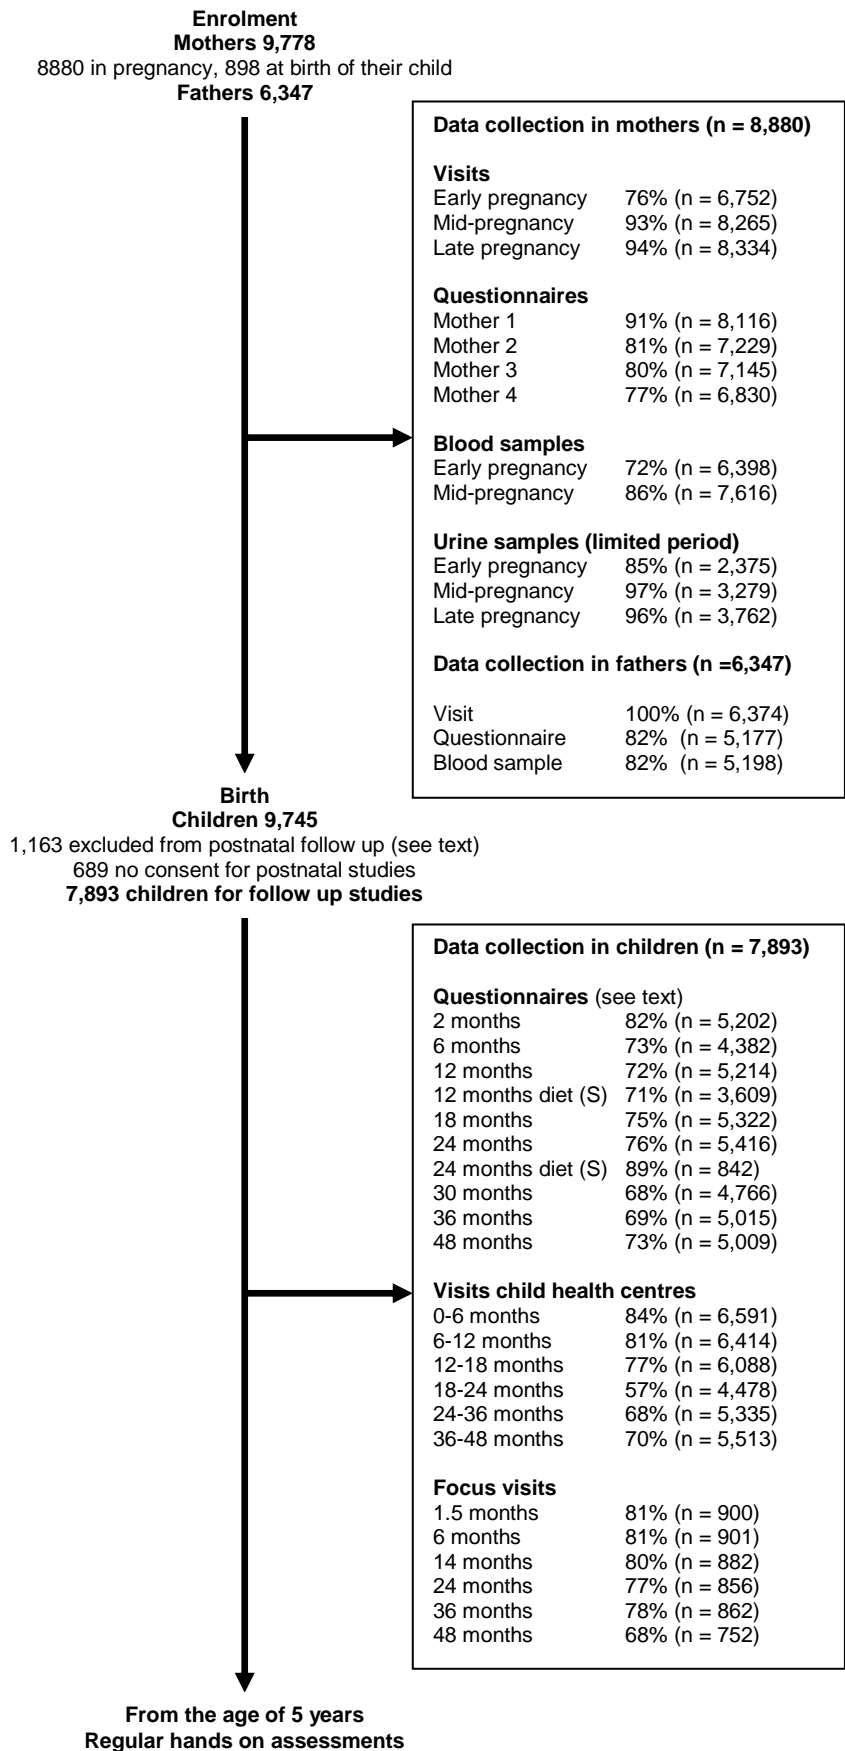 Enrolment
Mothers 9,778
8880 in pregnancy, 898 at birth of their child
Fathers 6,347
Data collection in mothers (n = 8,880)
Visits
Early pregnancy 76% (n = 6,752)
Mid-pregnancy 93% (n = 8,265)
Late pregnancy 94% (n = 8,334)
Questionnaires
Mother 1 91% (n = 8,116)
Mother 2 81% (n = 7,229)
Mother 3 80% (n = 7,145)
Mother 4 77% (n = 6,830)
Blood samples
Early pregnancy 72% (n = 6,398)
Mid-pregnancy 86% (n = 7,616)
Urine samples (limited period)
Early pregnancy 85% (n = 2,375)
Mid-pregnancy 97% (n = 3,279)
Late pregnancy 96% (n = 3,762)
Data collection in fathers (n =6,347)
Visit 100% (n = 6,374)
Questionnaire 82% (n = 5,177)
Blood sample 82% (n = 5,198)
Birth
Children 9,745
1,163 excluded from postnatal follow up (see text)
689 no consent for postnatal studies
7,893 children for follow up studies
Data collection in children (n = 7,893)
Questionnaires (see text)
2 months 82% (n = 5,202)
6 months 73% (n = 4,382)
12 months 72% (n = 5,214)
12 months diet (S) 71% (n = 3,609)
18 months 75% (n = 5,322)
24 months 76% (n = 5,416)
24 months diet (S) 89% (n = 842)
30 months 68% (n = 4,766)
36 months 69% (n = 5,015)
48 months 73% (n = 5,009)
Visits child health centres
0-6 months 84% (n = 6,591)
6-12 months 81% (n = 6,414)
12-18 months 77% (n = 6,088)
18-24 months 57% (n = 4,478)
24-36 months 68% (n = 5,335)
36-48 months 70% (n = 5,513)
Focus visits
1.5 months 81% (n = 900)
6 months 81% (n = 901)
14 months 80% (n = 882)
24 months 77% (n = 856)
36 months 78% (n = 862)
48 months 68% (n = 752)
From the age of 5 years
Regular hands on assessments